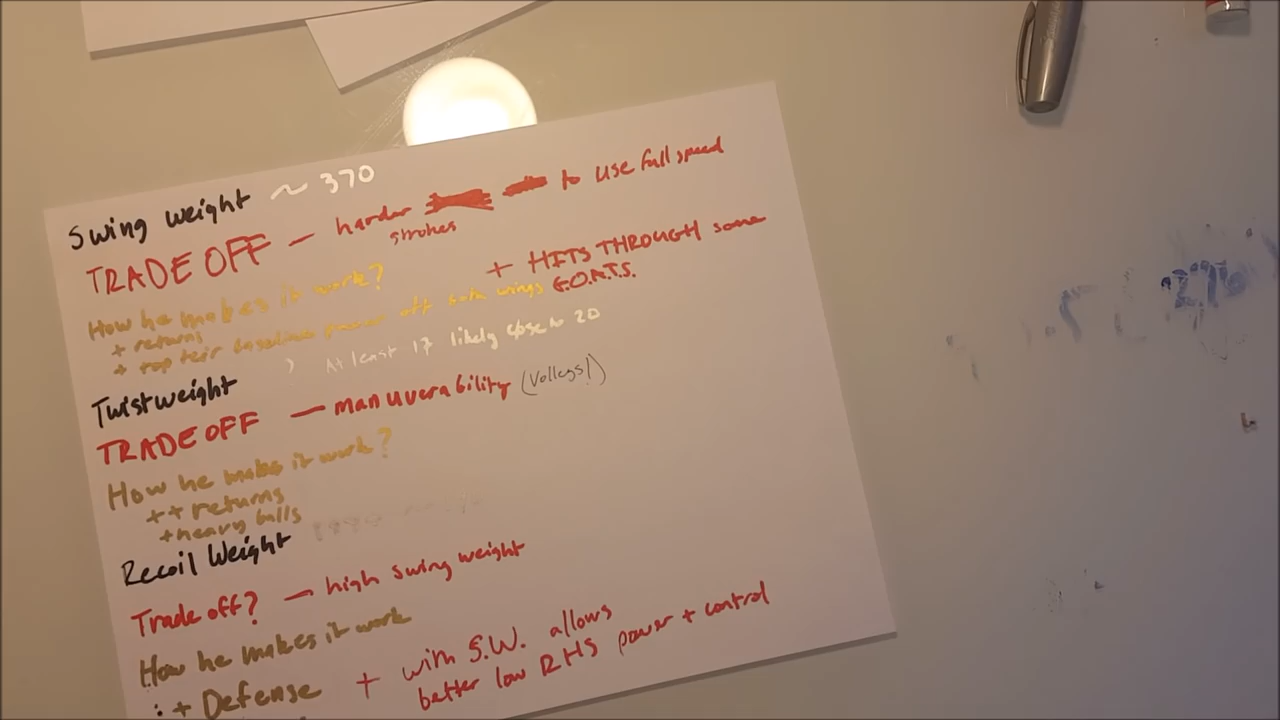 Swing weight ~ 370
TRADE OFF — harder strokes to use full speed
How he makes it work? + HITS THROUGH some G.O.A.T.S.
+ returns
+ top teir baseline power off both wings
Twistweight At least 17 likely close to 20
TRADE OFF — manuverability (Volleys!)
How he makes it work?
++ returns
+ heavy balls
Recoil Weight
Trade off? — high swing weight
How he makes it work
+ Defense + with S.W. allows
better low RHS power + control